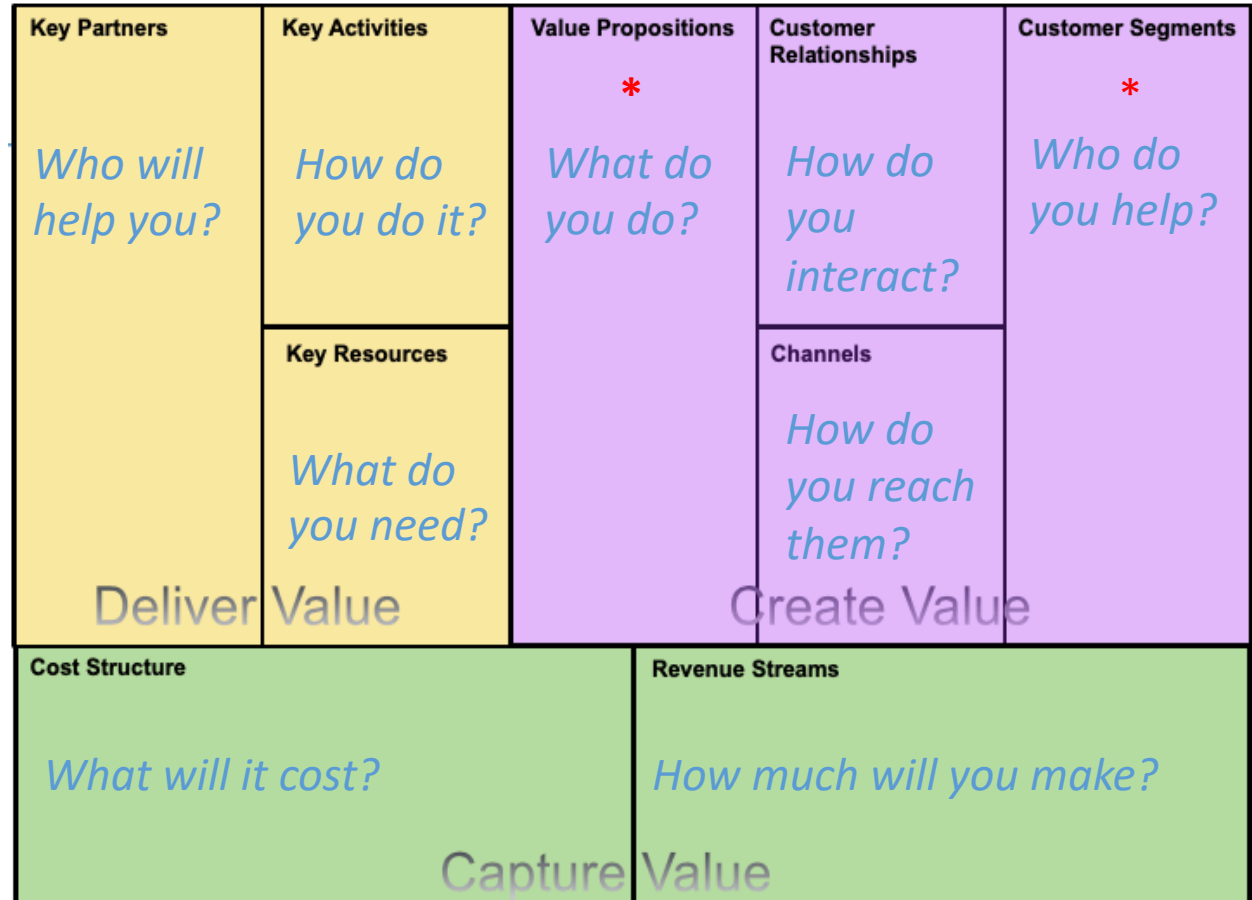 Key Partners
Who will
help you?
Key Activities
How do
you do it?
Key Resources
What do
you need?
Deliver Value
Value Propositions
*
What do
you do?
Customer
Relationships
How do
you
interact?
Channels
How do
you reach
them?
Customer Segments
*
Who do
you help?
Create Value
Cost Structure
What will it cost?
Revenue Streams
How much will you make?
Capture Value